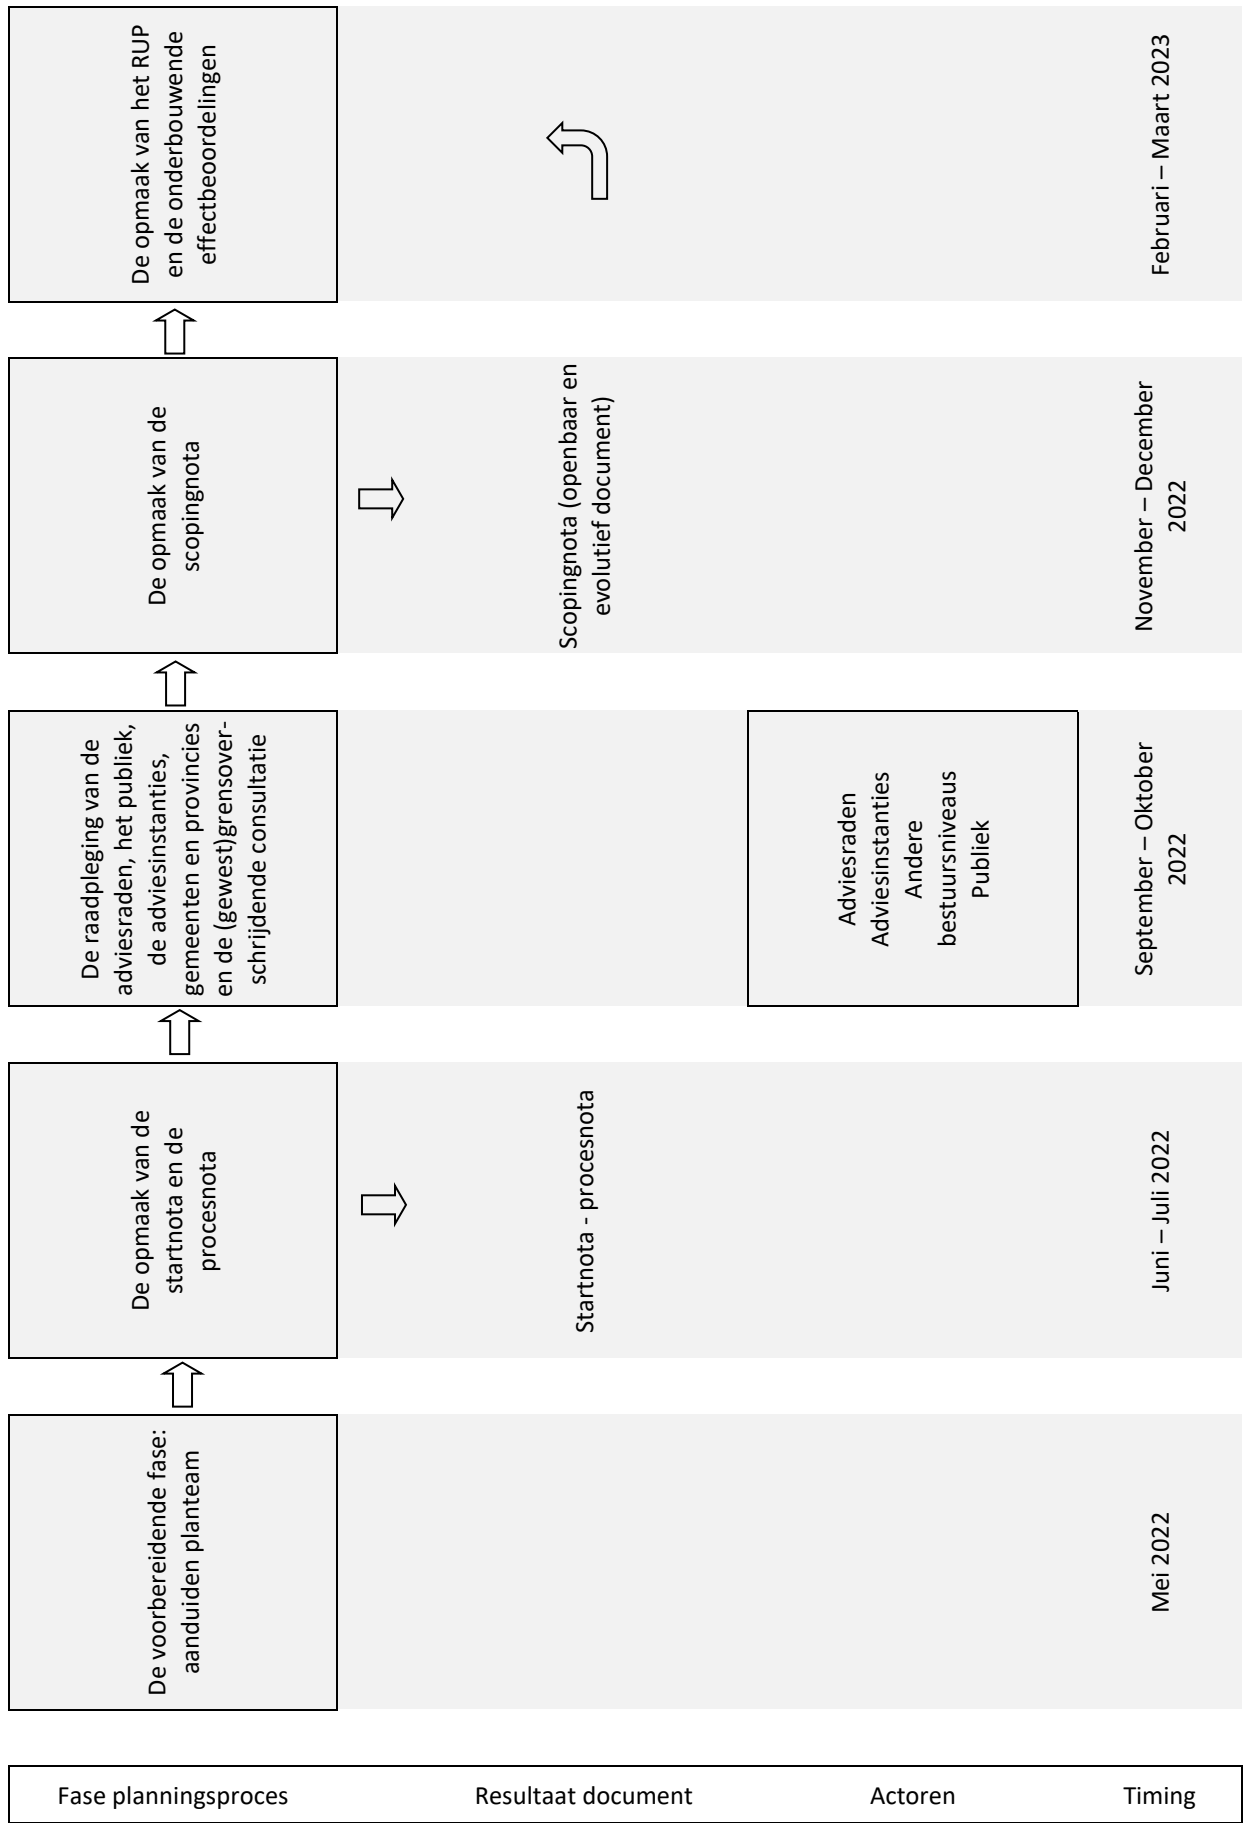 Fase planningsproces
Resultaat document
Actoren
Timing
De voorbereidende fase:
aanduiden planteam
Mei 2022
De opmaak van de
startnota en de
procesnota
Startnota - procesnota
Juni – Juli 2022
De raadpleging van de
adviesraden, het publiek,
de adviesinstanties,
gemeenten en provincies
en de (gewest)grensover-
schrijdende consultatie
Adviesraden
Adviesinstanties
Andere
bestuursniveaus
Publiek
September – Oktober
2022
De opmaak van de
scopingnota
Scopingnota (openbaar en
evolutief document)
November – December
2022
De opmaak van het RUP
en de onderbouwende
effectbeoordelingen
Februari – Maart 2023